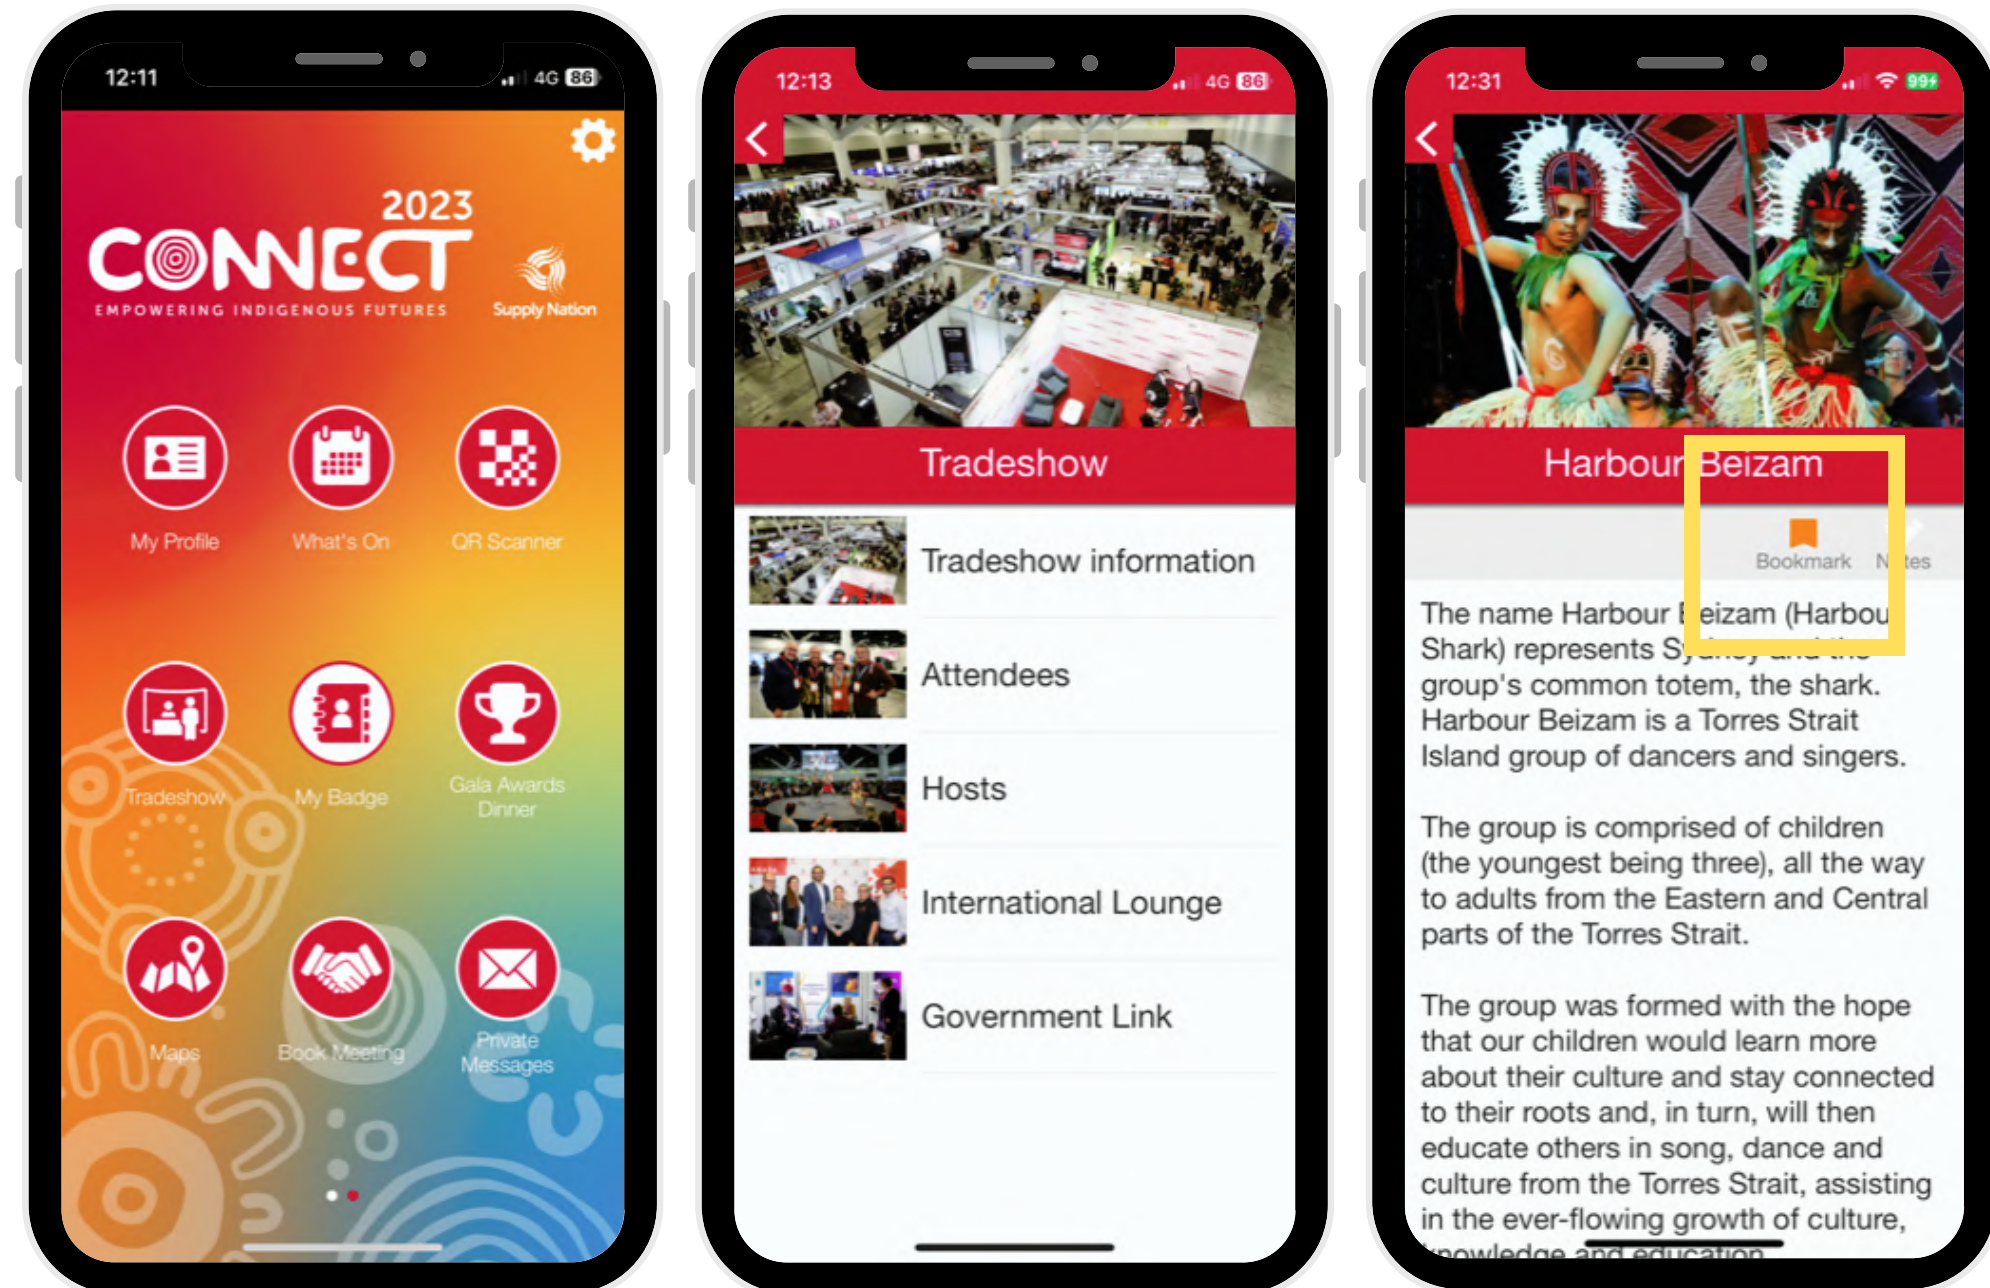 12:11
4G 86
2023
CONNECT
EMPOWERING INDIGENOUS FUTURES
Supply Nation
My Profile
What's On
QR Scanner
Tradeshow
My Badge
Gala Awards
Dinner
Maps
Book Meeting
Private
Messages
12:13
4G 86
Tradeshow
Tradeshow information
Attendees
Hosts
International Lounge
Government Link
12:31
99+
Harbour Beizam
Bookmark
Notes
The name Harbour Beizam (Harbour
Shark) represents Sydney and the
group's common totem, the shark.
Harbour Beizam is a Torres Strait
Island group of dancers and singers.
The group is comprised of children
(the youngest being three), all the way
to adults from the Eastern and Central
parts of the Torres Strait.
The group was formed with the hope
that our children would learn more
about their culture and stay connected
to their roots and, in turn, will then
educate others in song, dance and
culture from the Torres Strait, assisting
in the ever-flowing growth of culture,
knowledge and education